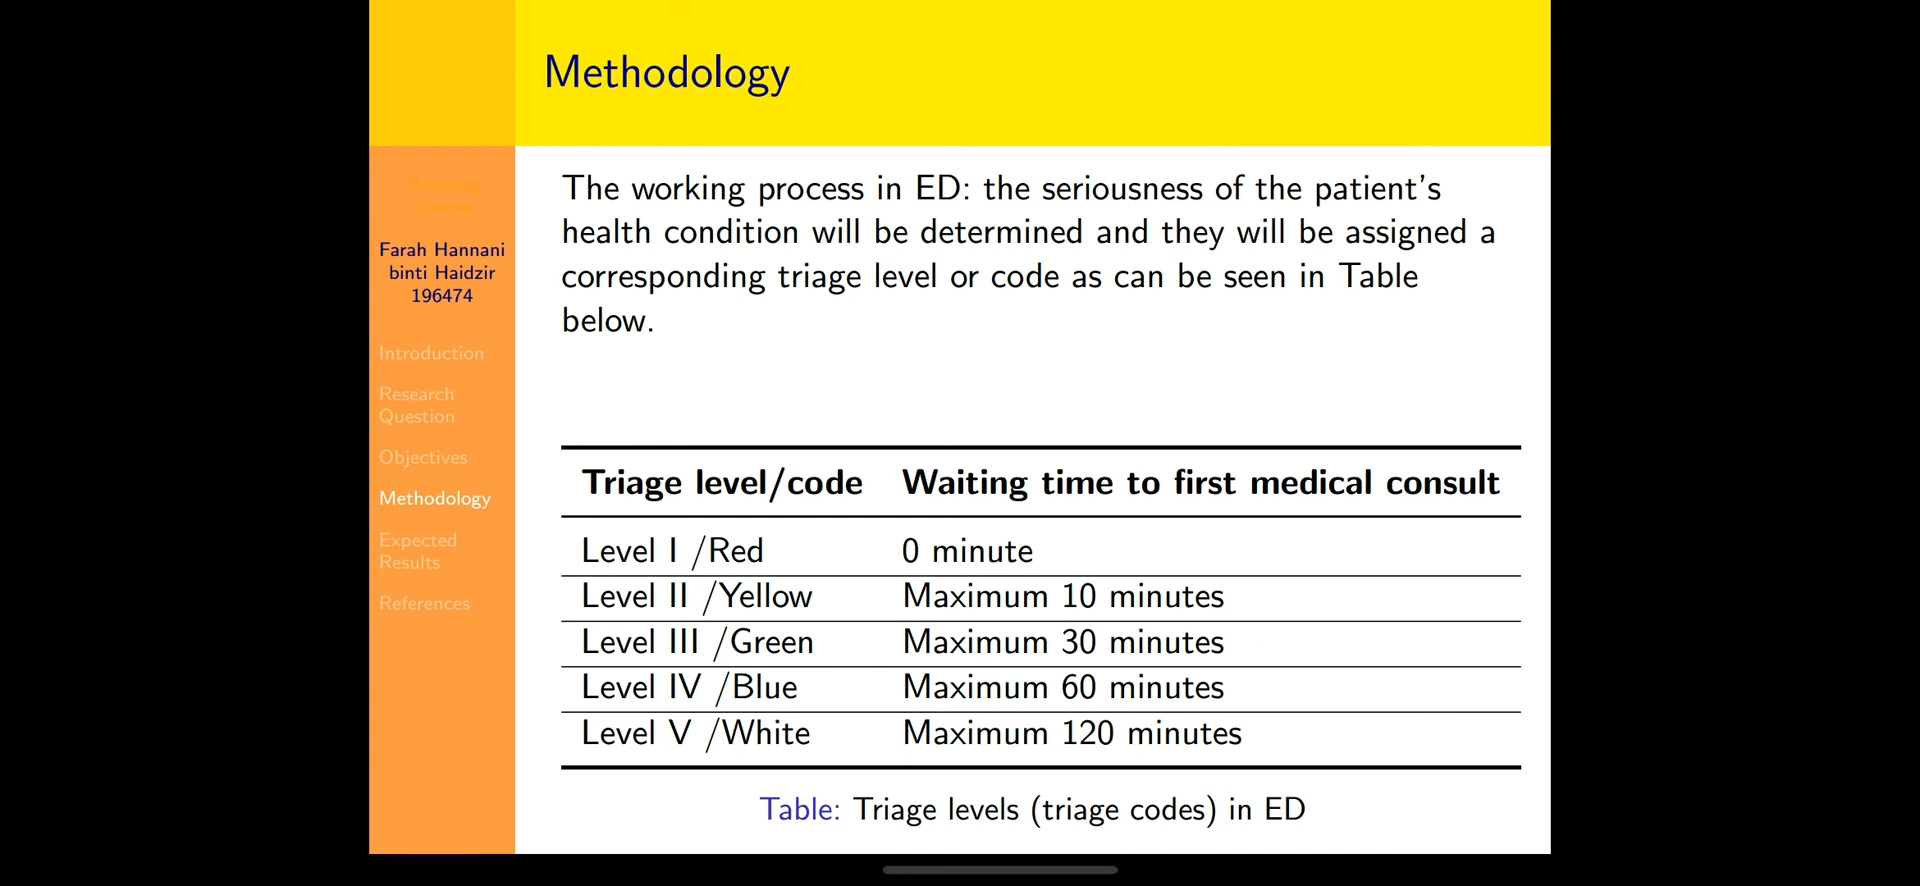 Methodology
Queuing
Theory
Farah Hannani
binti Haidzir
196474
Introduction
Research
Question
Objectives
Methodology
Expected
Results
References
The working process in ED: the seriousness of the patient's
health condition will be determined and they will be assigned a
corresponding triage level or code as can be seen in Table
below.
Triage level/code Waiting time to first medical consult
Level I /Red 0 minute
Level II /Yellow Maximum 10 minutes
Level III /Green Maximum 30 minutes
Level IV /Blue Maximum 60 minutes
Level V /White Maximum 120 minutes
Table: Triage levels (triage codes) in ED